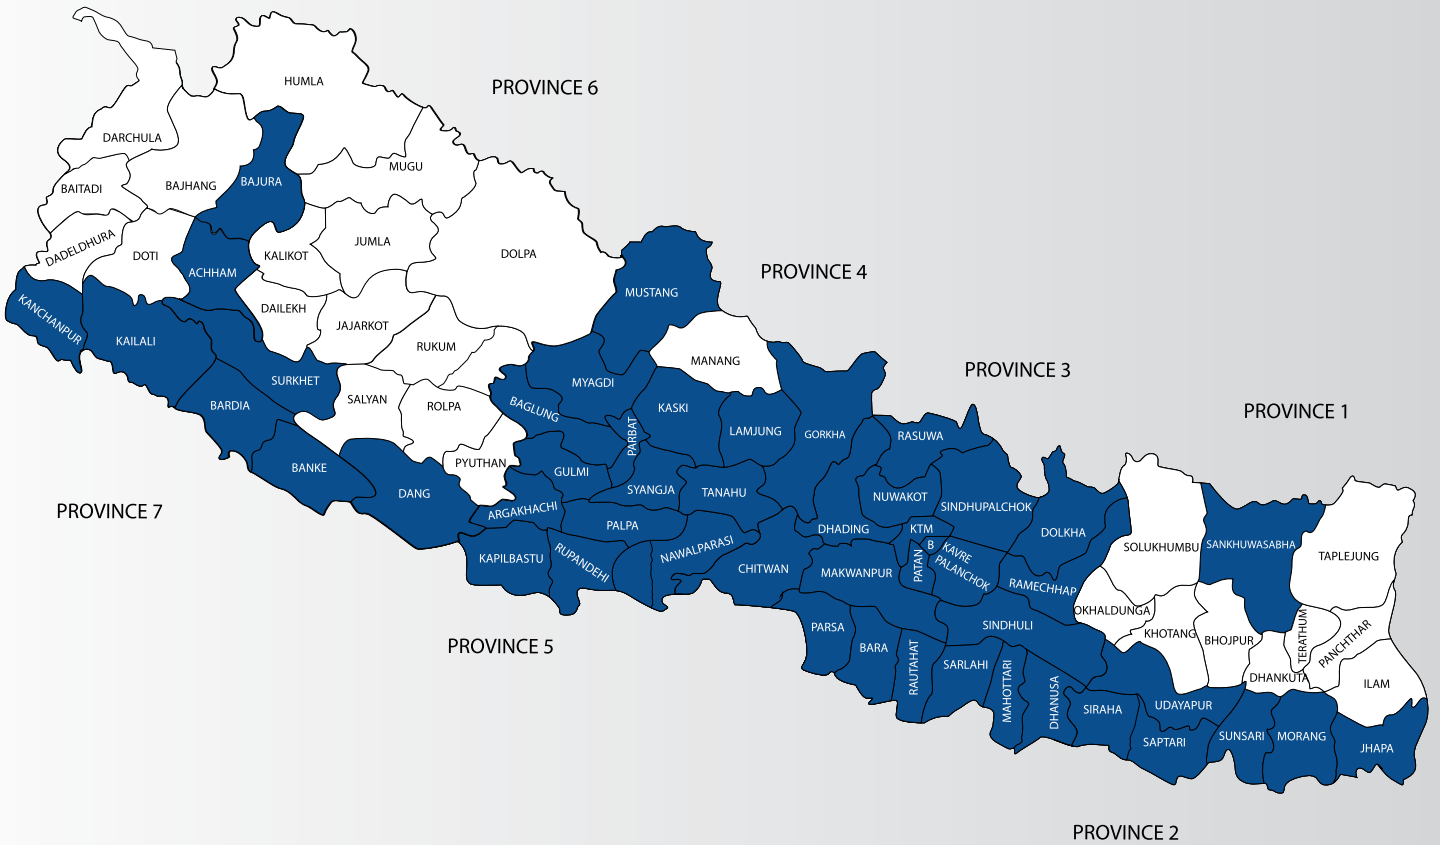 HUMLA
PROVINCE 6
DARCHULA
MUGU
BAITADI
BAJHANG
BAJURA
DADELDHURA
DOTI
KALIKOT
JUMLA
DOLPA
ACHHAM
PROVINCE 4
MUSTANG
KANCHANPUR
KAILALI
DAILEKH
JAJARKOT
RUKUM
MANANG
PROVINCE 3
SURKHET
MYAGDI
SALYAN
ROLPA
BARDIA
BAGLUNG
KASKI
PARBAT
LAMJUNG
GORKHA
RASUWA
PROVINCE 1
BANKE
PYUTHAN
GULMI
DANG
SYANGJA
TANAHU
NUWAKOT
SINDHUPALCHOK
PROVINCE 7
ARGAKHACHI
PALPA
DHADING
KTM
DOLKHA
SOLUKHUMBU
SANKHUWASABHA
TAPLEJUNG
KAPILBASTU
RUPANDEHI
NAWALPARASI
CHITWAN
MAKWANPUR
PATAN
B
KAVRE
PALANCHOK
RAMECHHAP
OKHALDUNGA
KHOTANG
BHOJPUR
TERATHUM
PANCHTHAR
PROVINCE 5
PARSA
BARA
RAUTAHAT
SINDHULI
SARLAHI
MAHOTTARI
DHANUSA
DHANKUTA
ILAM
SIRAHA
UDAYAPUR
SAPTARI
SUNSARI
MORANG
JHAPA
PROVINCE 2